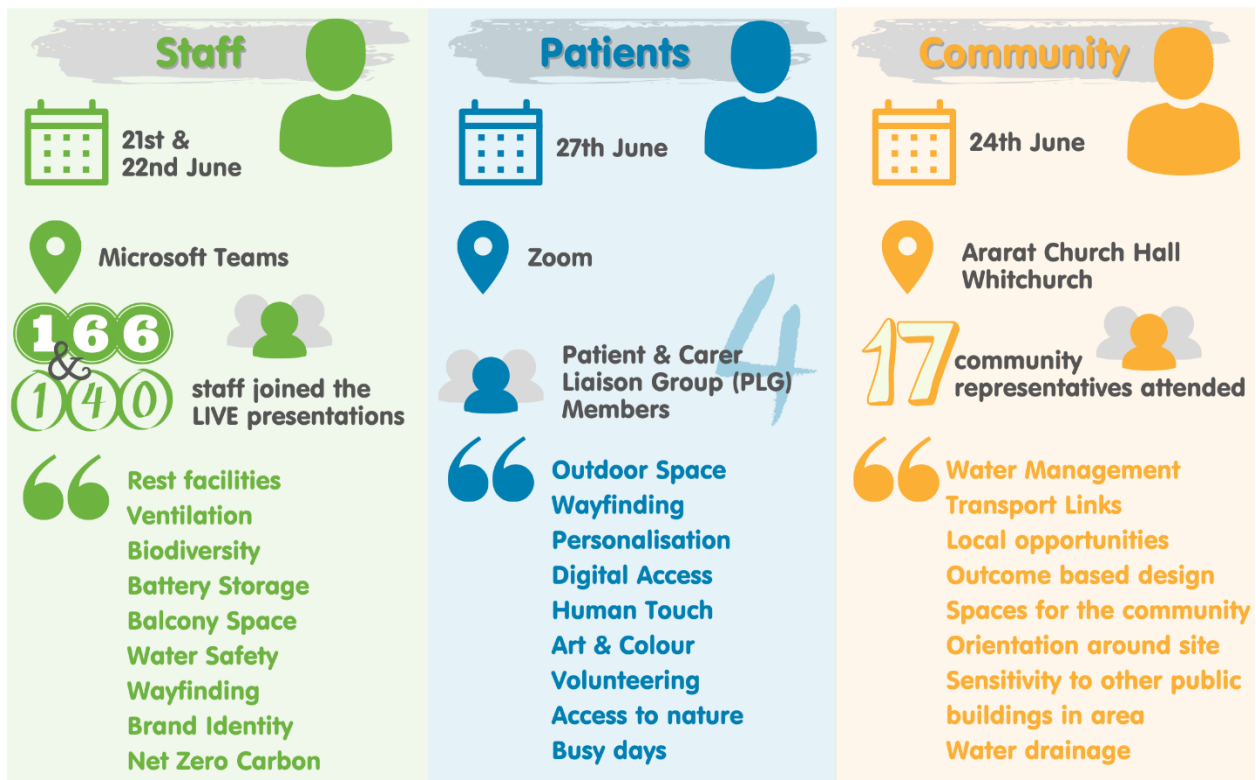 Staff
21st &
22nd June
Microsoft Teams
166
&
140
staff joined the
LIVE presentations
Rest facilities
Ventilation
Biodiversity
Battery Storage
Balcony Space
Water Safety
Wayfinding
Brand Identity
Net Zero Carbon
Patients
27th June
Zoom
4
Patient & Carer
Liaison Group (PLG)
Members
Outdoor Space
Wayfinding
Personalisation
Digital Access
Human Touch
Art & Colour
Volunteering
Access to nature
Busy days
Community
24th June
Ararat Church Hall
Whitchurch
17
community
representatives attended
Water Management
Transport Links
Local opportunities
Outcome based design
Spaces for the community
Orientation around site
Sensitivity to other public
buildings in area
Water drainage